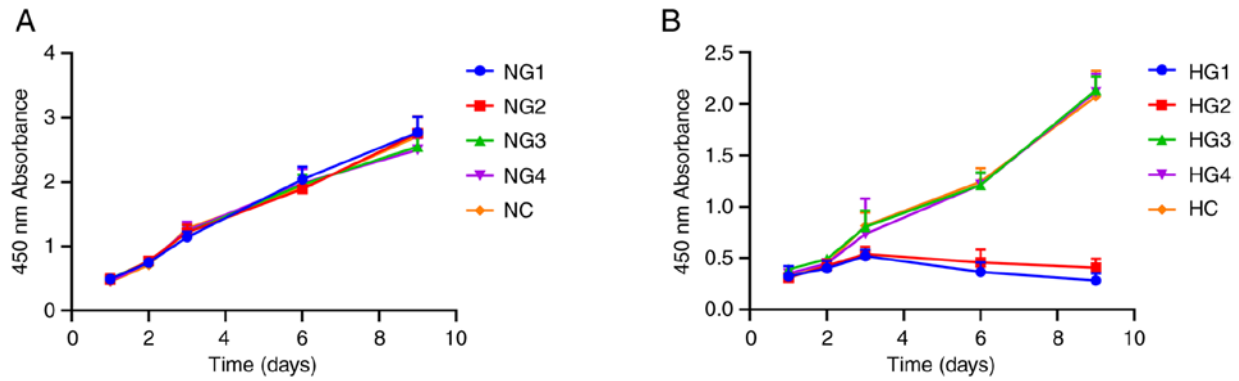 A
450 nm Absorbance
4
3
2
1
0
0 2 4 6 8 10
Time (days)
NG1
NG2
NG3
NG4
NC
B
450 nm Absorbance
2.5
2.0
1.5
1.0
0.5
0.0
0 2 4 6 8 10
Time (days)
HG1
HG2
HG3
HG4
HC